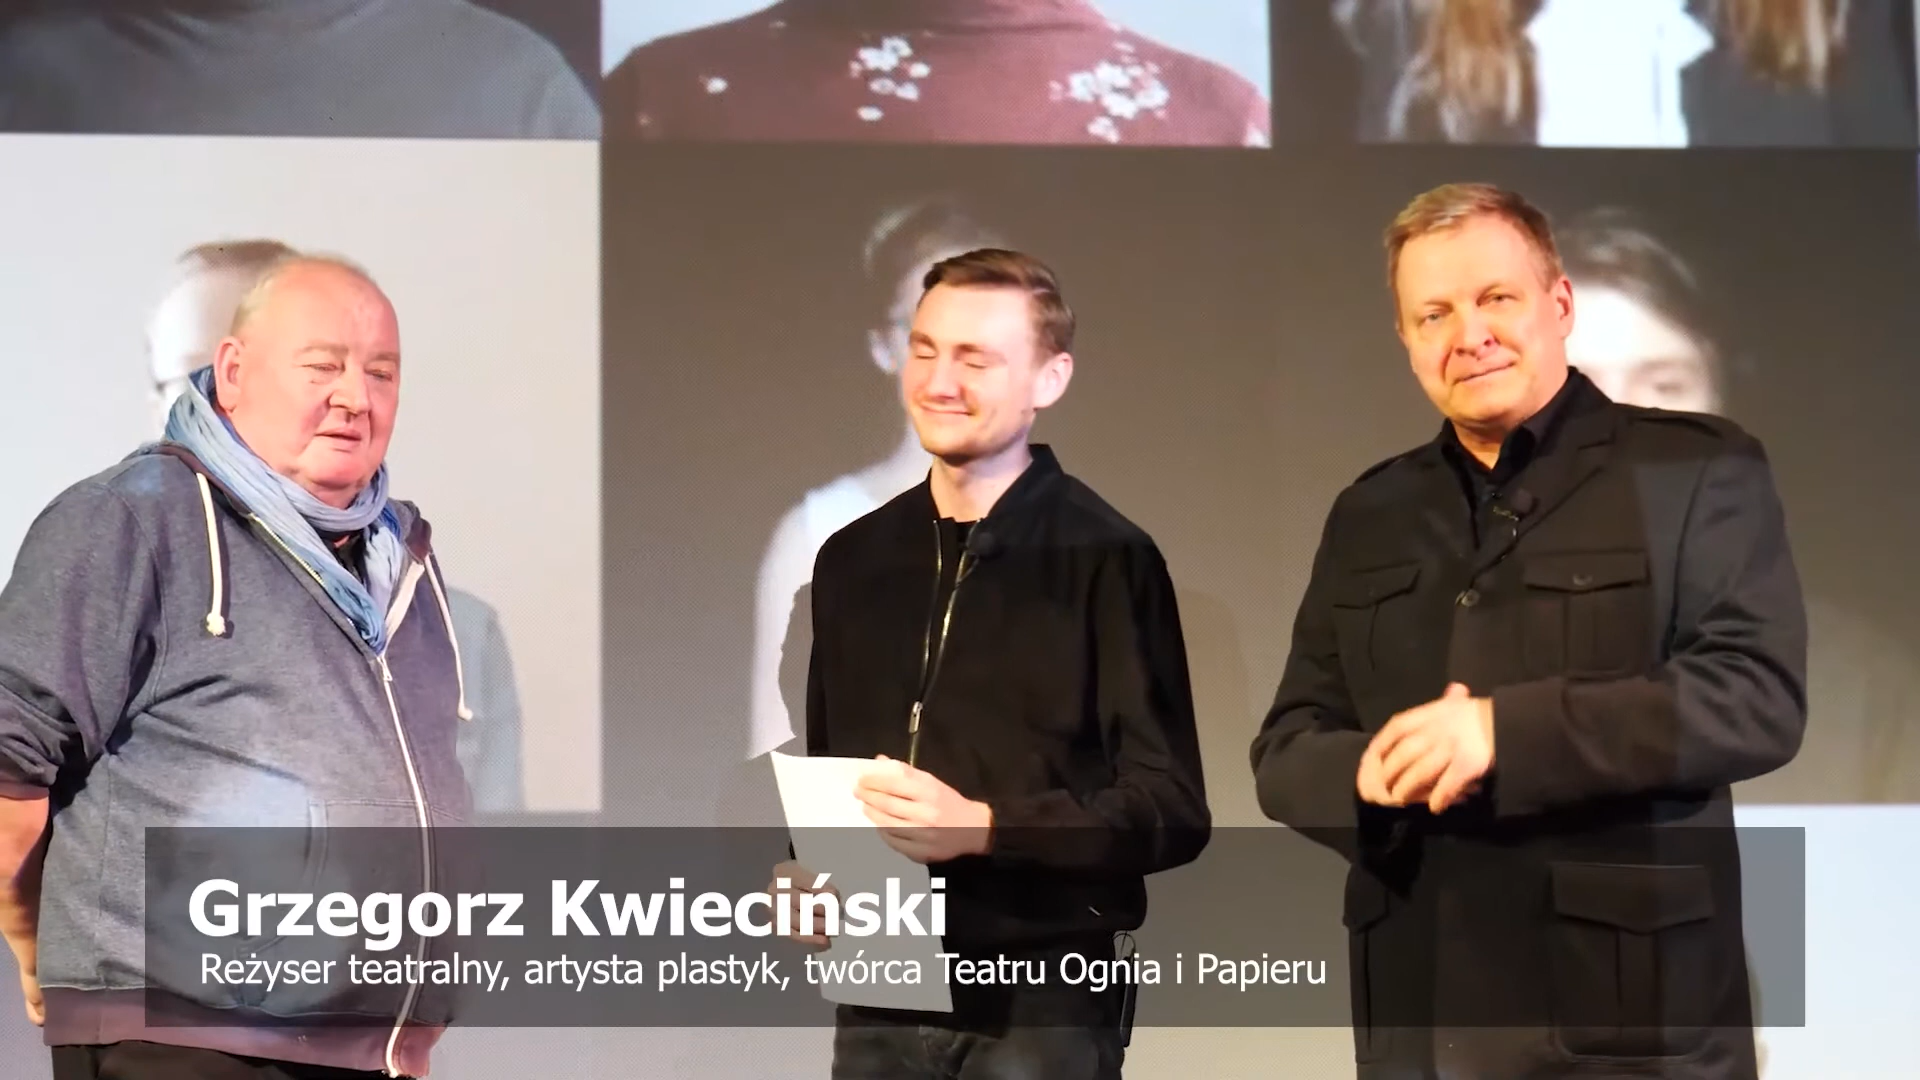 Grzegorz Kwieciński
Reżyser teatralny, artysta plastyk, twórca Teatru Ognia i Papieru